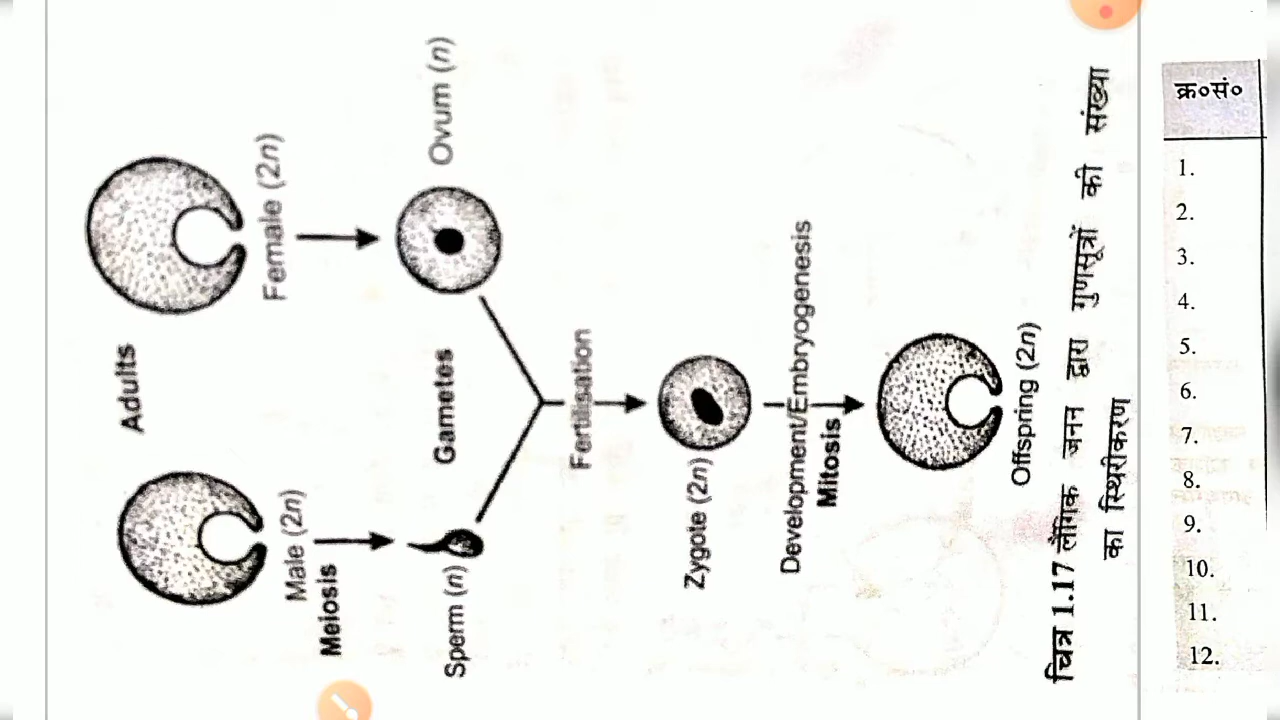 Adults
Male (2n)
Female (2n)
Meiosis
Gametes
Sperm (n)
Ovum (n)
Fertilisation
Zygote (2n)
Development/Embryogenesis
Mitosis
Offspring (2n)
चित्र 1.17 लैंगिक जनन द्वारा गुणसूत्रों की संख्या
का स्थिरीकरण
क्र०सं०
1.
2.
3.
4.
5.
6.
7.
8.
9.
10.
11.
12.